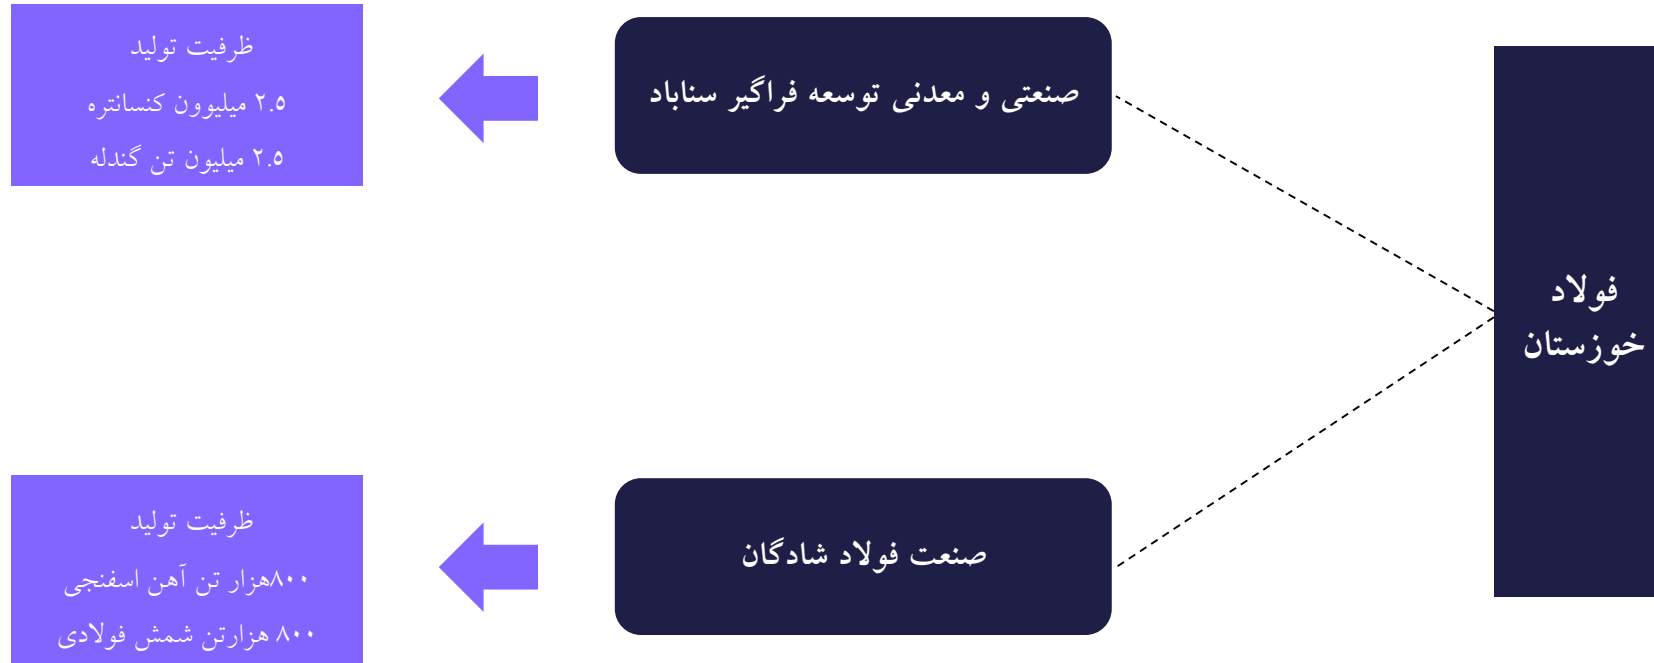 فولاد
خوزستان
صنعتی و معدنی توسعه فراگیر سناباد
ظرفیت تولید
۲.۵ میلیوون کنسانتره
۲.۵ میلیون تن گندله
صنعت فولاد شادگان
ظرفیت تولید
۸۰۰هزار تن آهن اسفنجی
۸۰۰ هزارتن شمش فولادی